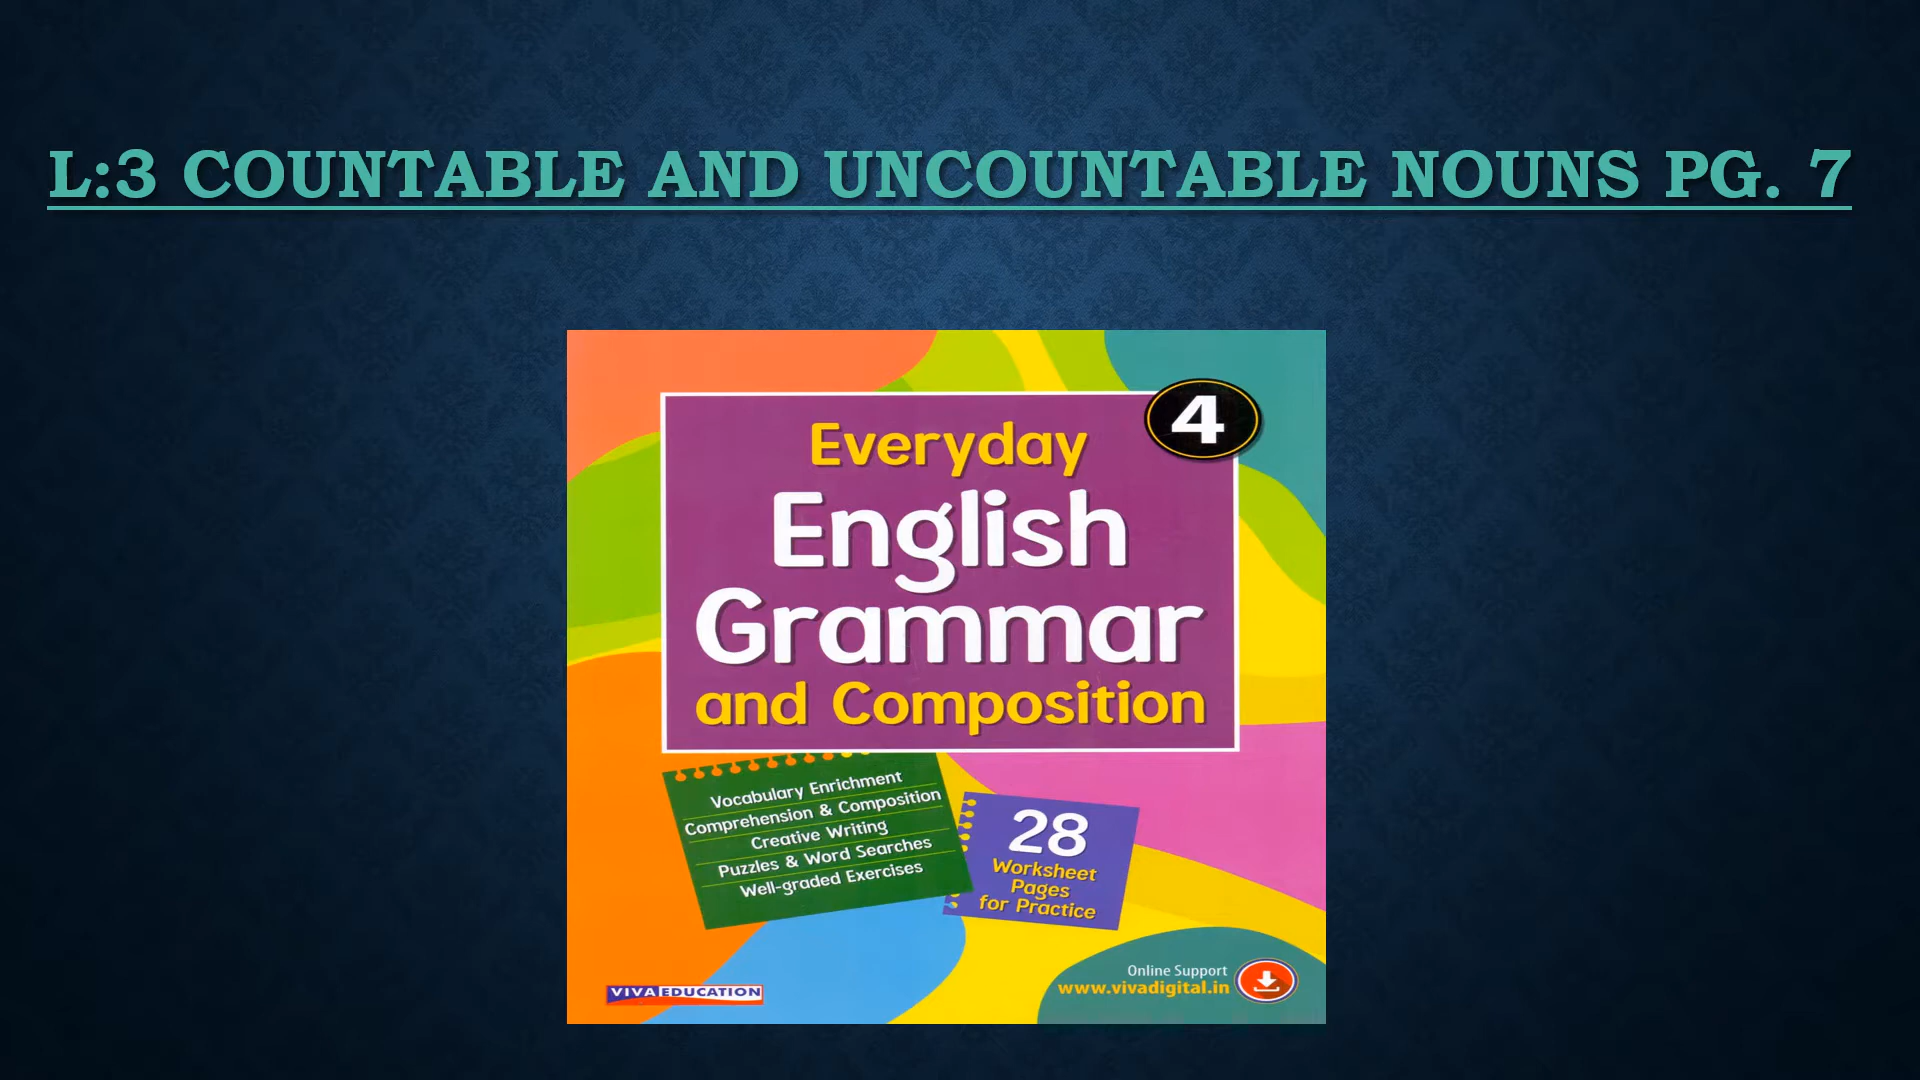 L:3 COUNTABLE AND UNCOUNTABLE NOUNS PG. 7
4
Everyday
English
Grammar
and Composition
Vocabulary Enrichment
Comprehension & Composition
Creative Writing
Puzzles & Word Searches
Well-graded Exercises
28
Worksheet
Pages
for Practice
Online Support
www.vivadigital.in
VIVA EDUCATION